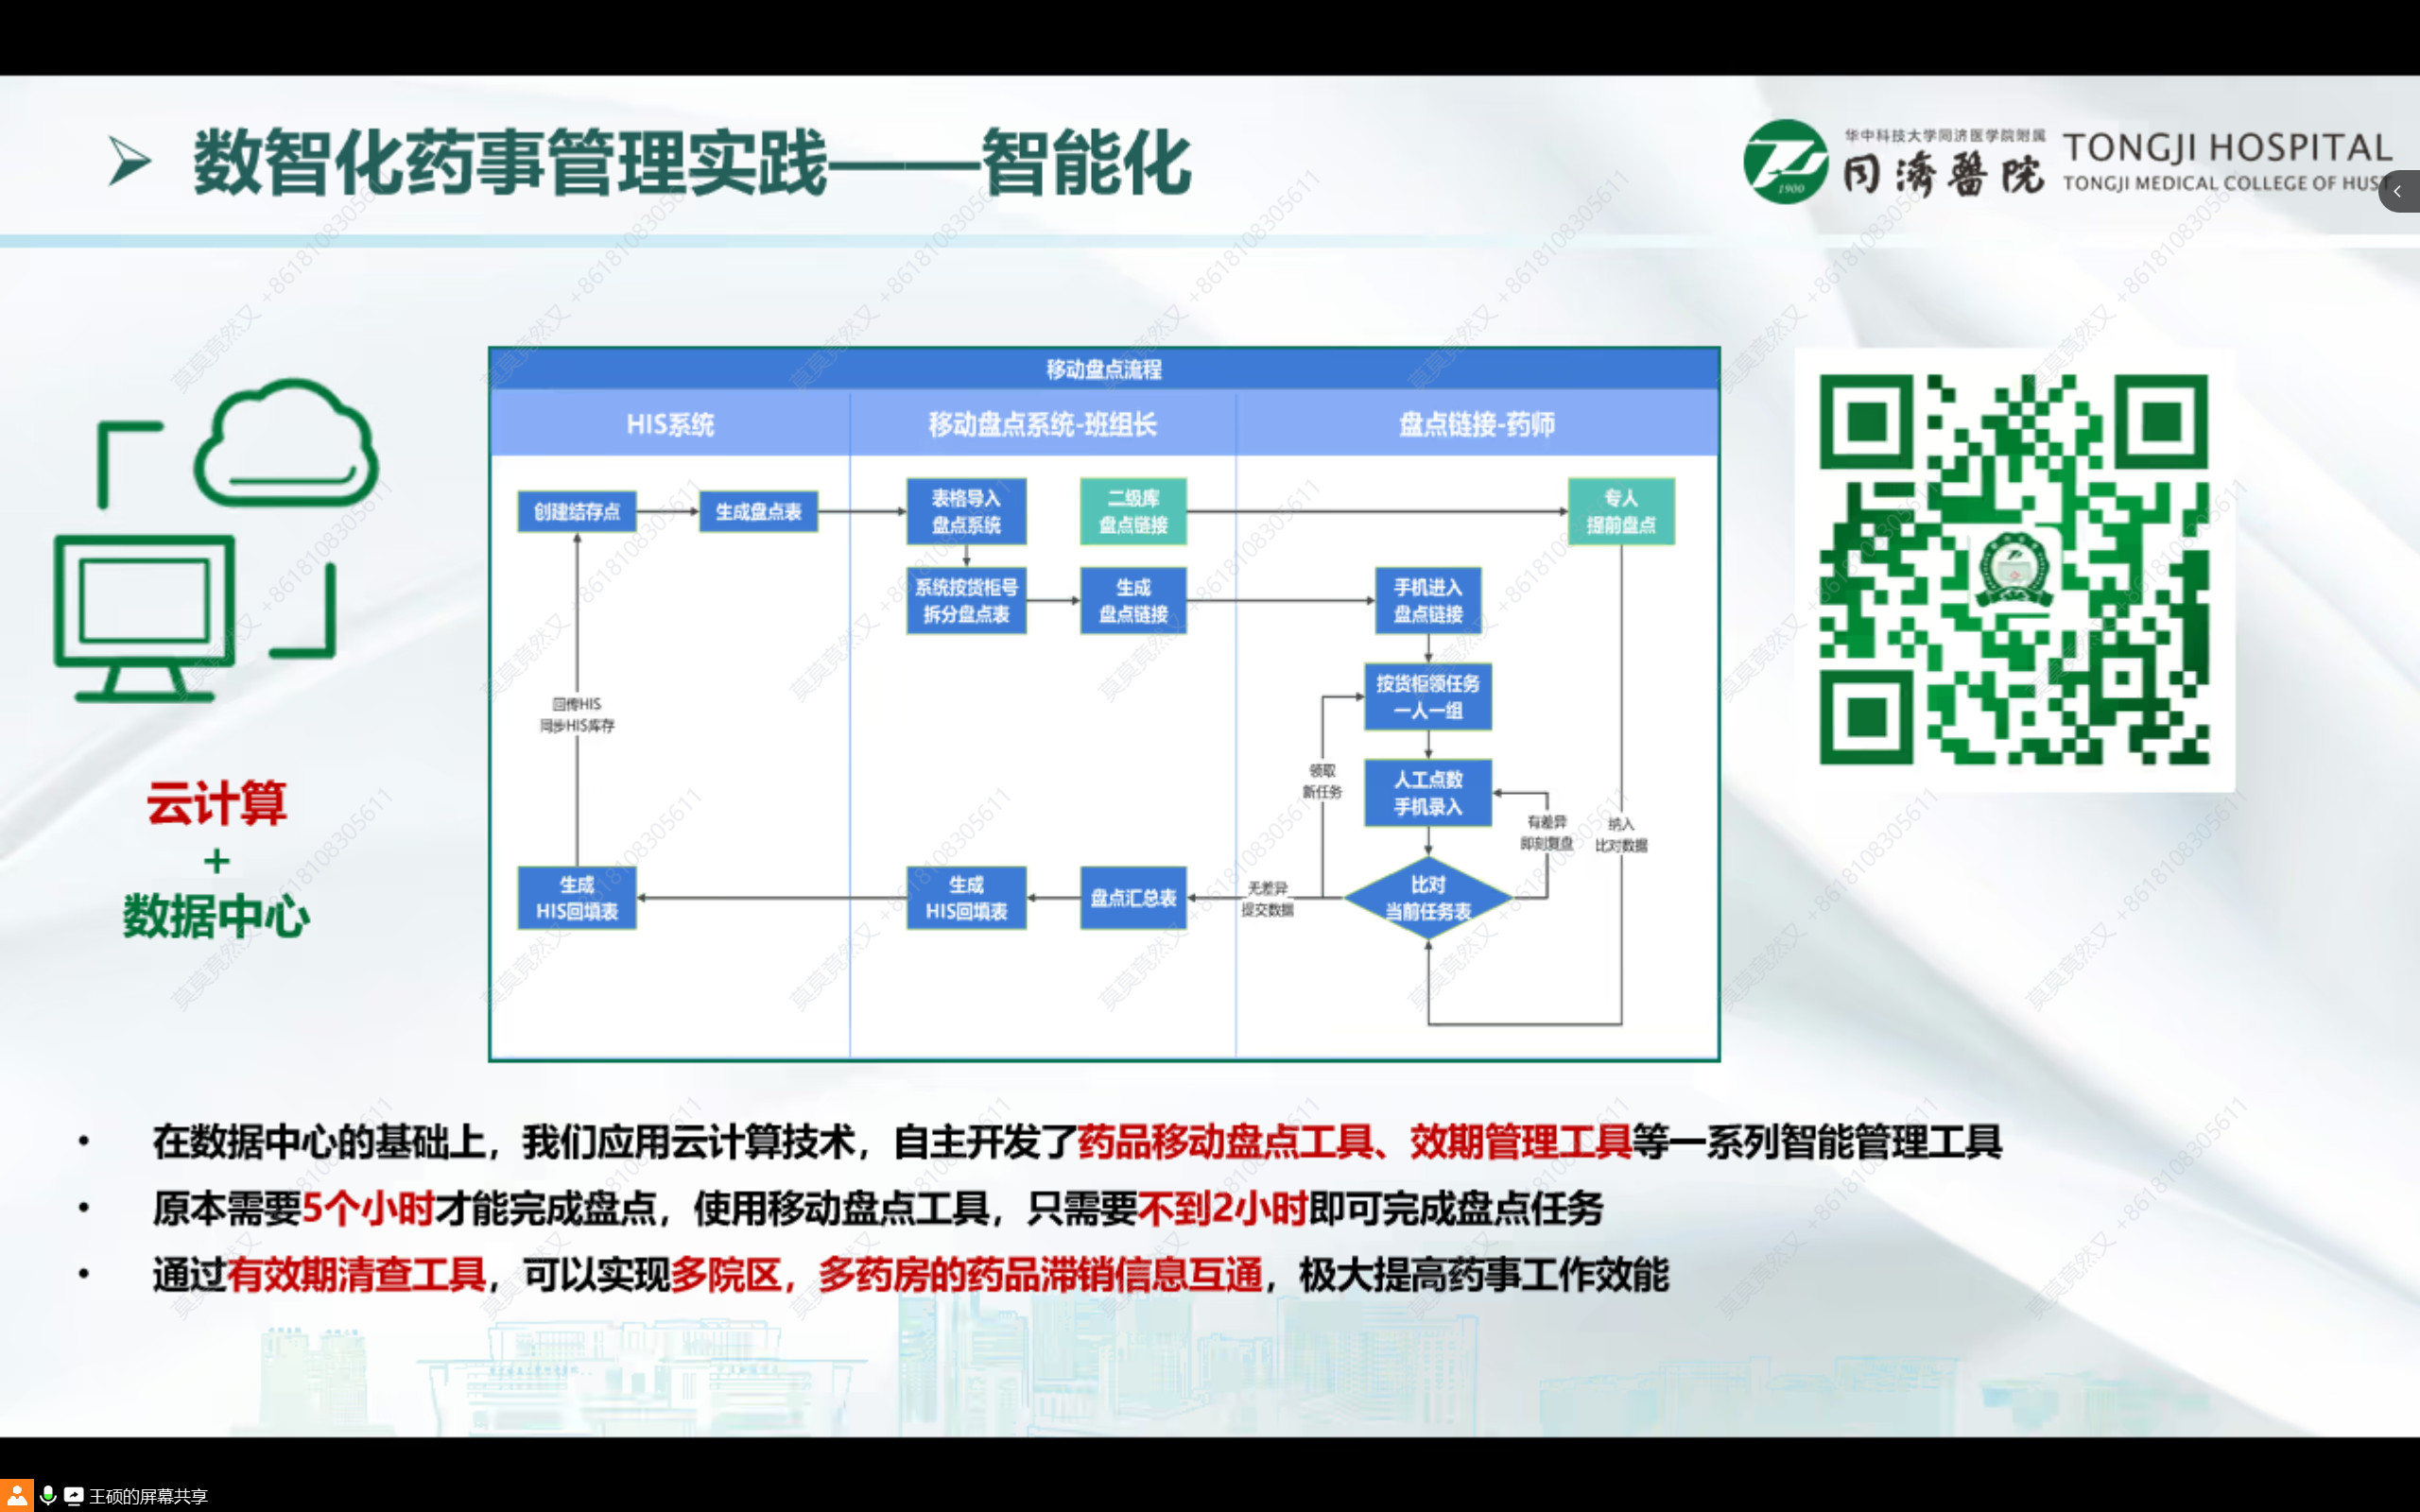 数智化药事管理实践——智能化
华中科技大学同济医学院附属
同濟醫院
TONGJI HOSPITAL
TONGJI MEDICAL COLLEGE OF HUST
1900
移动盘点流程
HIS系统
移动盘点系统-班组长
盘点链接-药师
创建结存点
生成盘点表
表格导入
盘点系统
二级库
盘点链接
专人
提前盘点
系统按货柜号
拆分盘点表
生成
盘点链接
手机进入
盘点链接
按货柜领任务
一人一组
回传HIS
同步HIS库存
领取
新任务
人工点数
手机录入
有差异
即刻复盘
纳入
比对数据
生成
HIS回填表
生成
HIS回填表
盘点汇总表
无差异
提交数据
比对
当前任务表
云计算
+
数据中心
• 在数据中心的基础上，我们应用云计算技术，自主开发了药品移动盘点工具、效期管理工具等一系列智能管理工具
• 原本需要5个小时才能完成盘点，使用移动盘点工具，只需要不到2小时即可完成盘点任务
• 通过有效期清查工具，可以实现多院区，多药房的药品滞销信息互通，极大提高药事工作效能
莫莫竟然又 +8618108305611
王硕的屏幕共享